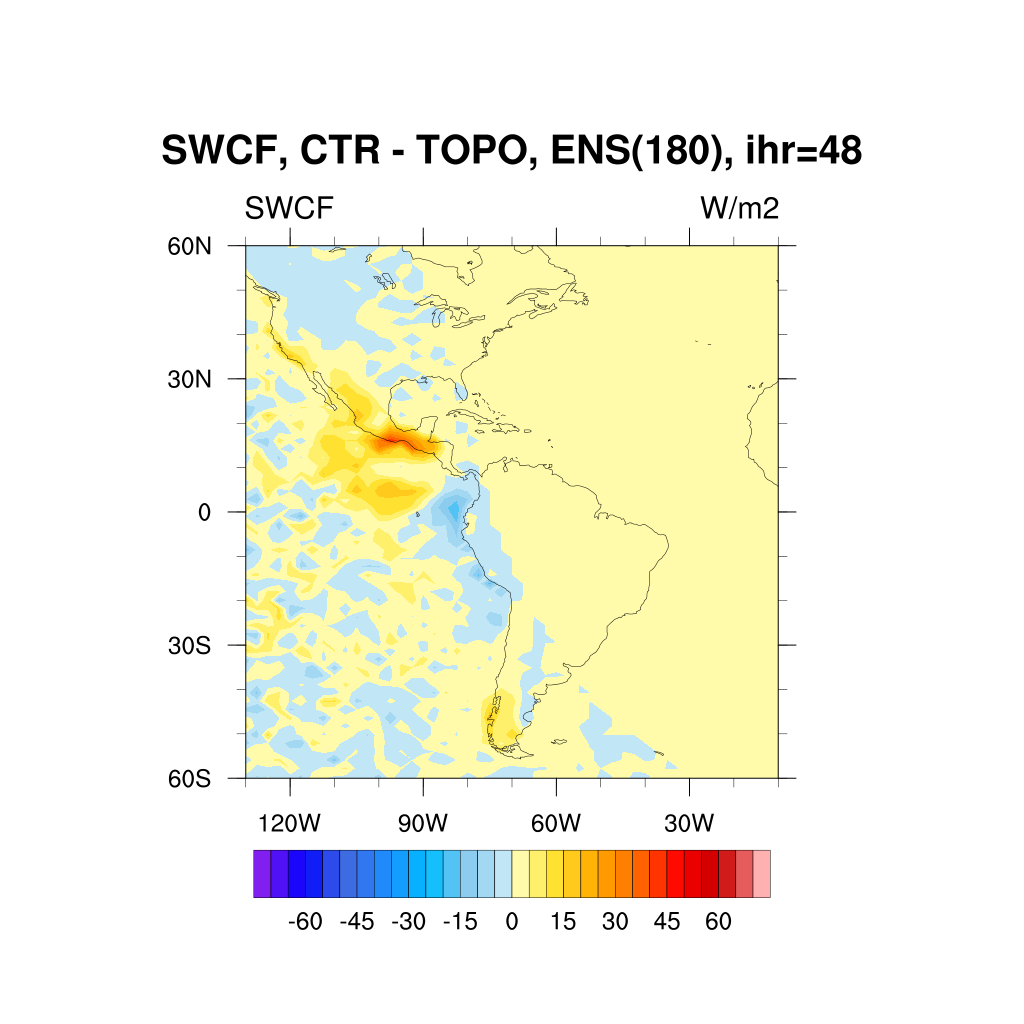 SWCF, CTR - TOPO, ENS(180), ihr=48
SWCF W/m2
60N
30N
0
30S
60S
120W 90W 60W 30W
-60 -45 -30 -15 0 15 30 45 60